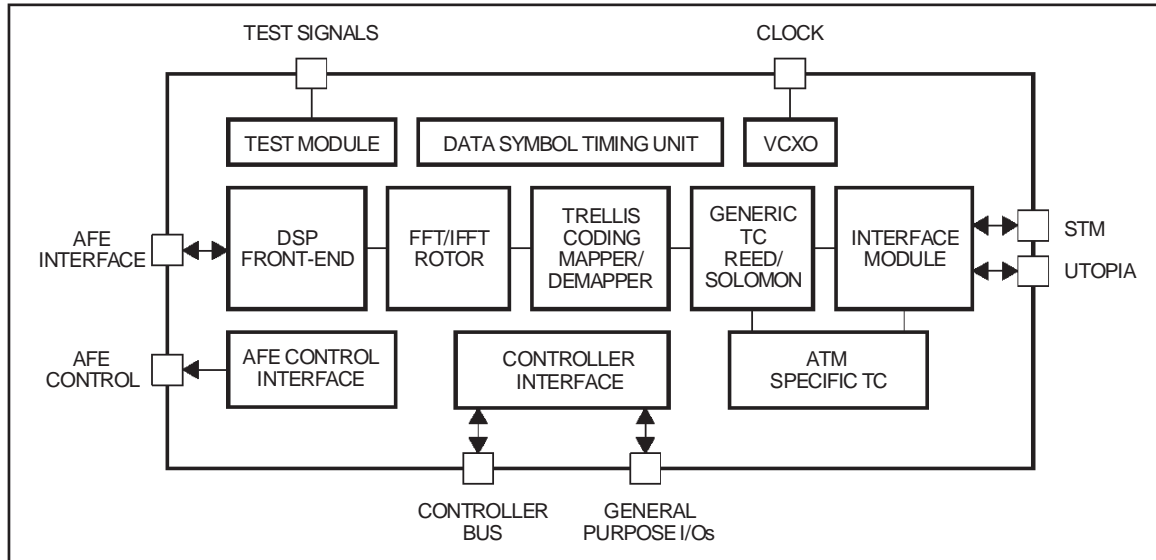 TEST SIGNALS
CLOCK
TEST MODULE
DATA SYMBOL TIMING UNIT
VCXO
AFE
INTERFACE
DSP
FRONT-END
FFT/IFFT
ROTOR
TRELLIS
CODING
MAPPER/
DEMAPPER
GENERIC
TC
REED/
SOLOMON
INTERFACE
MODULE
STM
UTOPIA
AFE
CONTROL
AFE CONTROL
INTERFACE
CONTROLLER
INTERFACE
ATM
SPECIFIC TC
CONTROLLER
BUS
GENERAL
PURPOSE I/Os